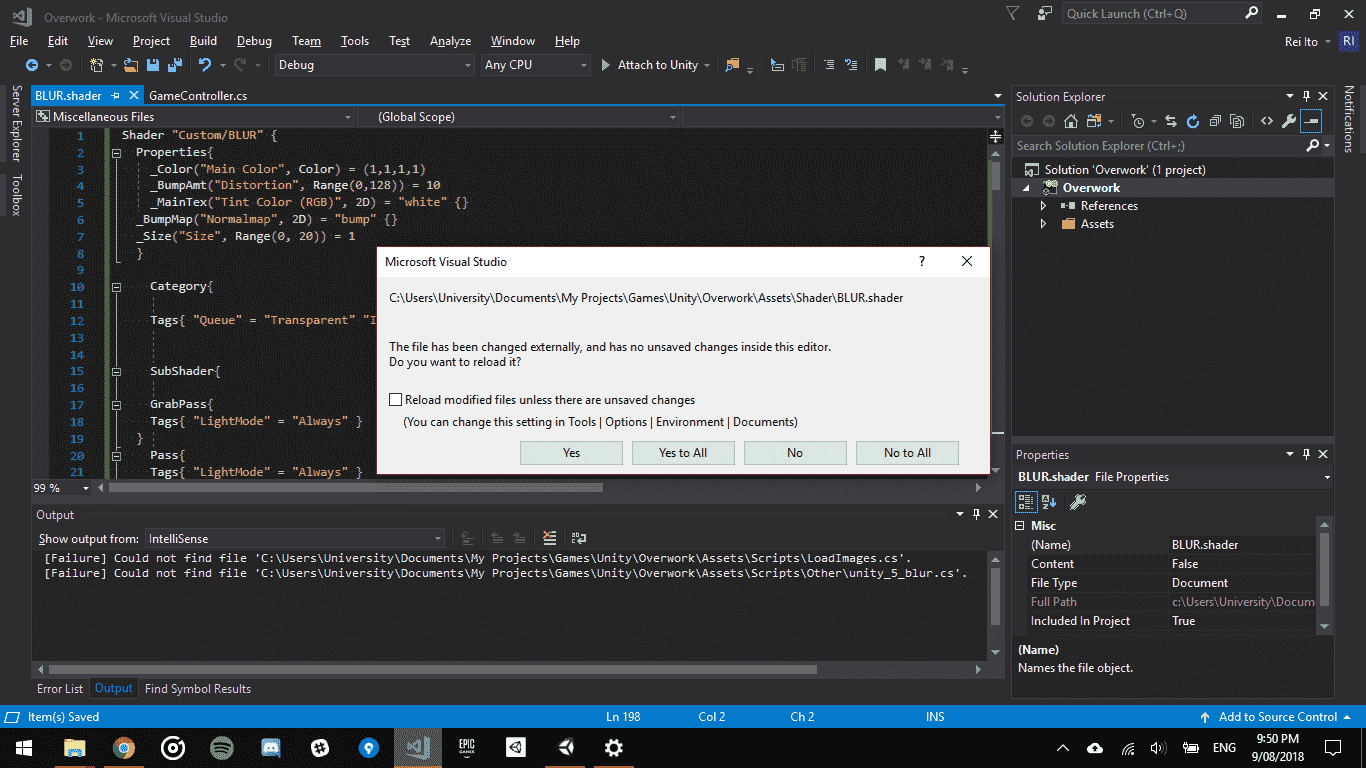 Overwork - Microsoft Visual Studio
Quick Launch (Ctrl+Q)
File Edit View Project Build Debug Team Tools Test Analyze Window Help
Rei Ito RI
Debug Any CPU Attach to Unity
Server Explorer
Toolbox
BLUR.shader GameController.cs
Miscellaneous Files (Global Scope)
1 Shader "Custom/BLUR" {
2 Properties{
3 _Color("Main Color", Color) = (1,1,1,1)
4 _BumpAmt("Distortion", Range(0,128)) = 10
5 _MainTex("Tint Color (RGB)", 2D) = "white" {}
6 _BumpMap("Normalmap", 2D) = "bump" {}
7 _Size("Size", Range(0, 20)) = 1
8 }
9
10 Category{
11
12 Tags{ "Queue" = "Transparent" "I
13
14
15 SubShader{
16
17 GrabPass{
18 Tags{ "LightMode" = "Always" }
19 }
20 Pass{
21 Tags{ "LightMode" = "Always" }
99 %
Microsoft Visual Studio ?
C:\Users\University\Documents\My Projects\Games\Unity\Overwork\Assets\Shader\BLUR.shader
The file has been changed externally, and has no unsaved changes inside this editor.
Do you want to reload it?
Reload modified files unless there are unsaved changes
(You can change this setting in Tools | Options | Environment | Documents)
Yes Yes to All No No to All
Solution Explorer
Search Solution Explorer (Ctrl+;)
Solution 'Overwork' (1 project)
Overwork
References
Assets
Notifications
Properties
BLUR.shader File Properties
Misc
(Name) BLUR.shader
Content False
File Type Document
Full Path c:\Users\University\Docum
Included In Project True
(Name)
Names the file object.
Output
Show output from: IntelliSense
[Failure] Could not find file 'C:\Users\University\Documents\My Projects\Games\Unity\Overwork\Assets\Scripts\LoadImages.cs'.
[Failure] Could not find file 'C:\Users\University\Documents\My Projects\Games\Unity\Overwork\Assets\Scripts\Other\unity_5_blur.cs'.
Error List Output Find Symbol Results
Item(s) Saved Ln 198 Col 2 Ch 2 INS Add to Source Control
EPIC GAMES
ENG
9:50 PM
9/08/2018